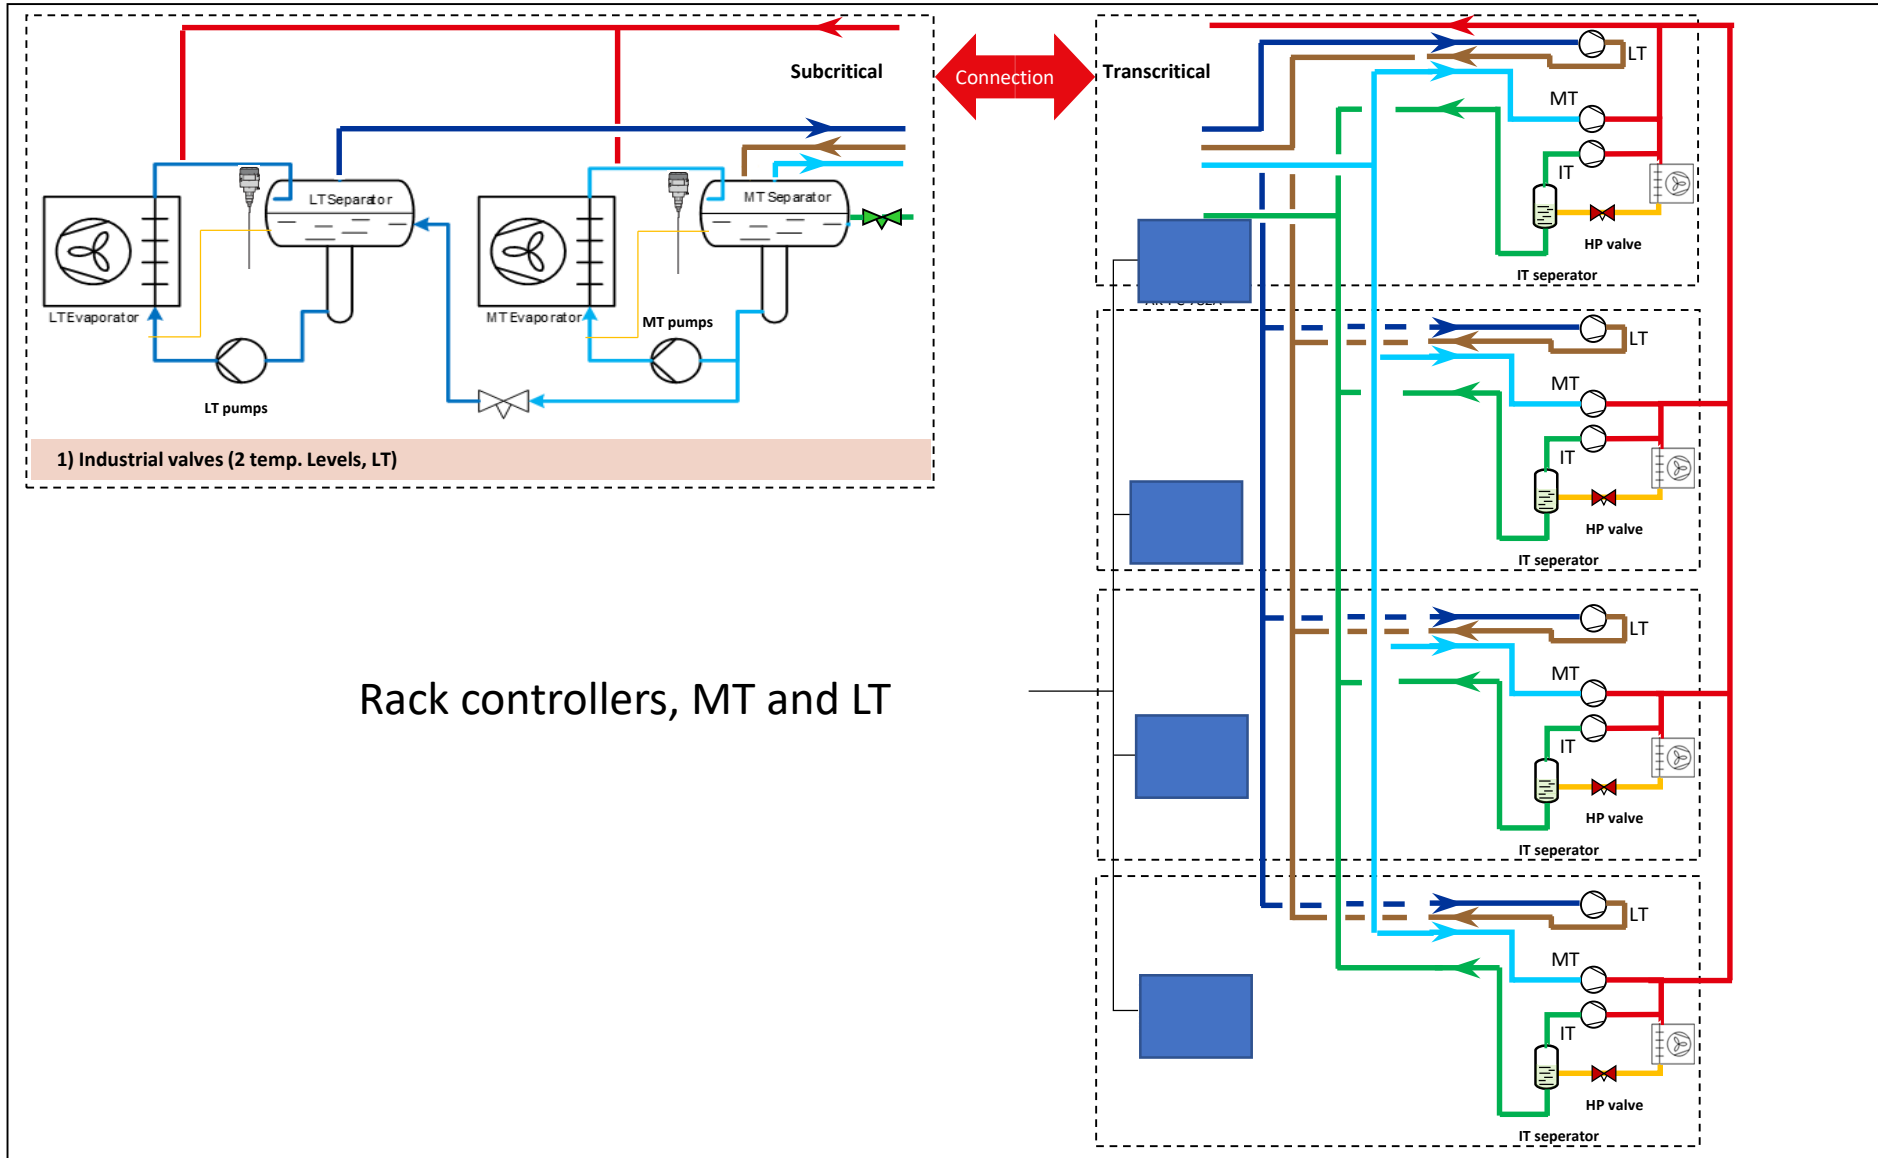 Subcritical
Connection
Transcritical
LT Separator
MT Separator
LT Evaporator
MT Evaporator
MT pumps
LT pumps
1) Industrial valves (2 temp. Levels, LT)
Rack controllers, MT and LT
LT
MT
IT
HP valve
IT seperator
LT
MT
IT
HP valve
IT seperator
LT
MT
IT
HP valve
IT seperator
LT
MT
IT
HP valve
IT seperator